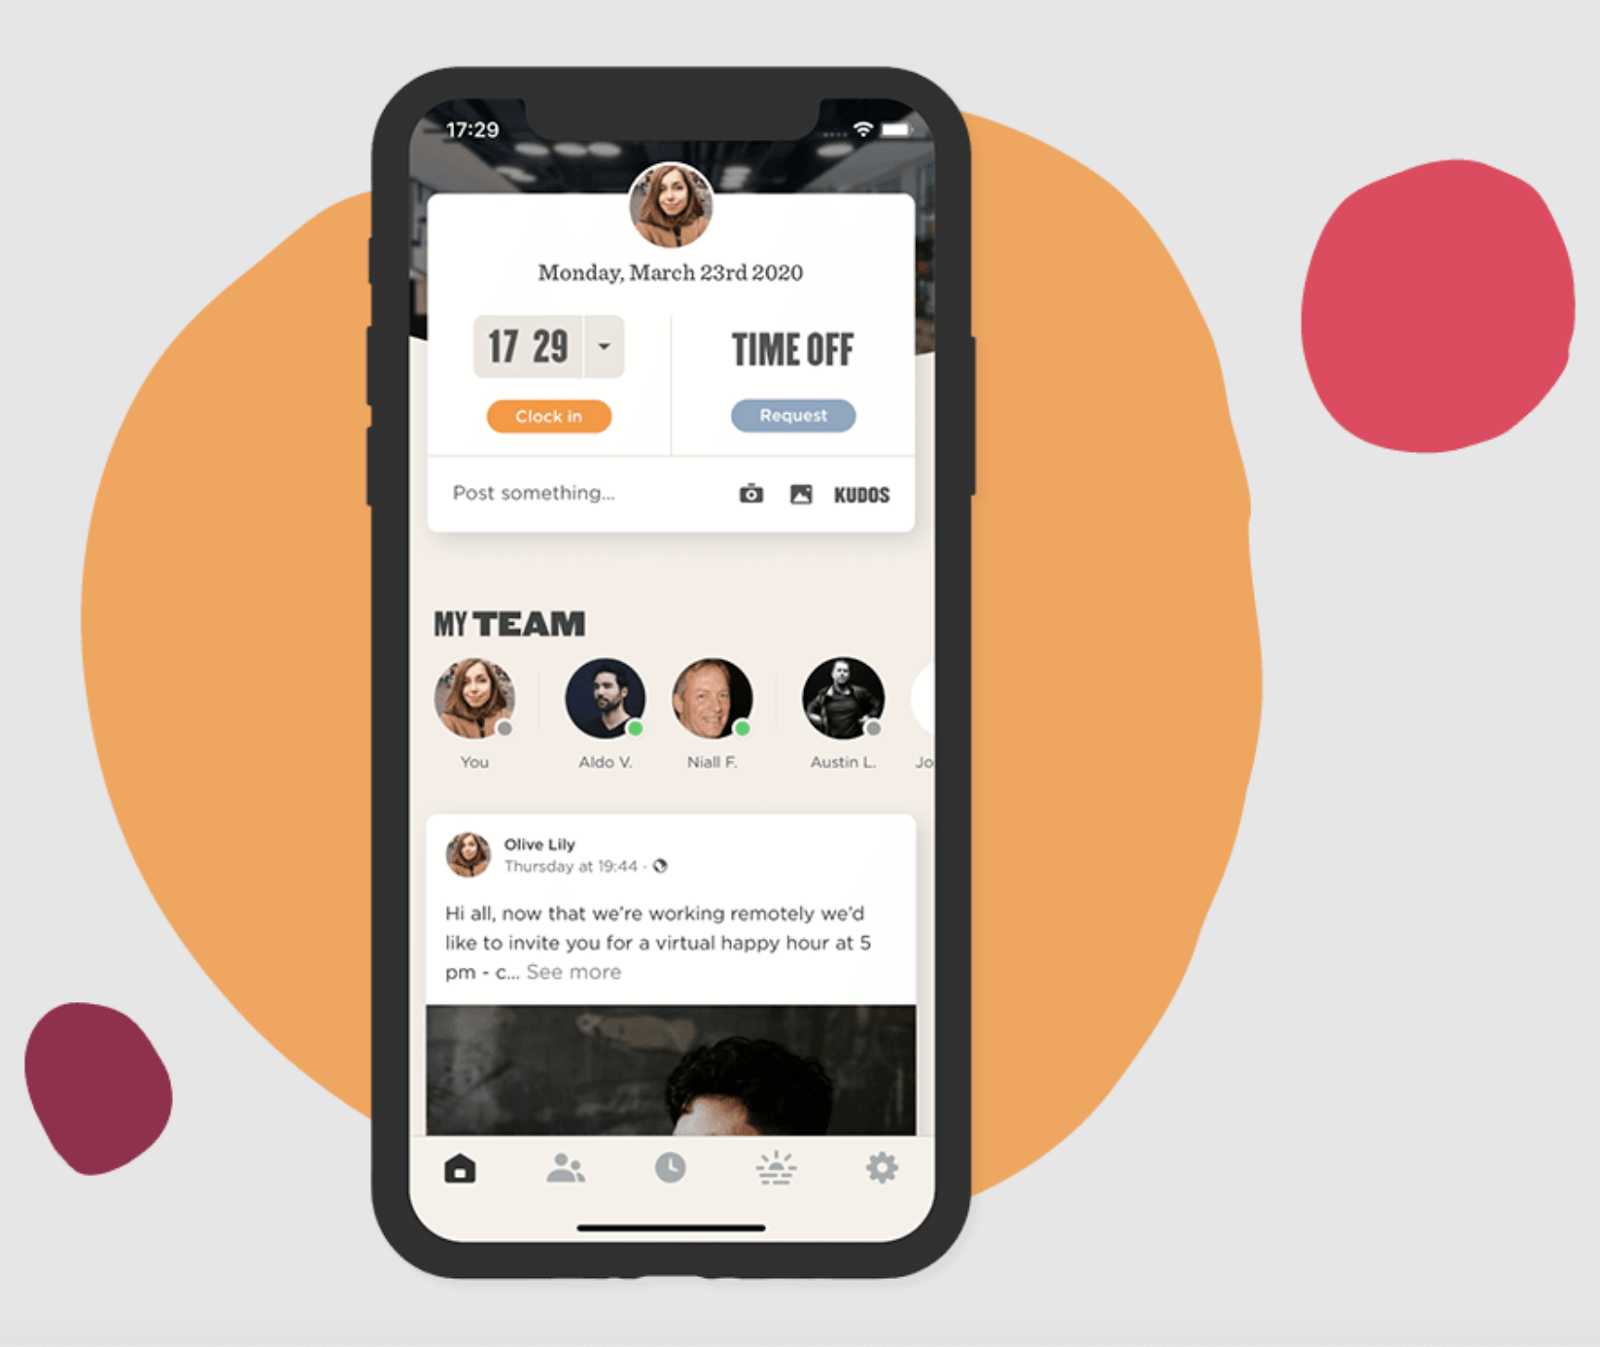 17:29
Monday, March 23rd 2020
17 29
TIME OFF
Clock in
Request
Post something...
KUDOS
MY TEAM
You
Aldo V.
Niall F.
Austin L.
Jo
Olive Lily
Thursday at 19:44 ·
Hi all, now that we're working remotely we'd
like to invite you for a virtual happy hour at 5
pm - c... See more